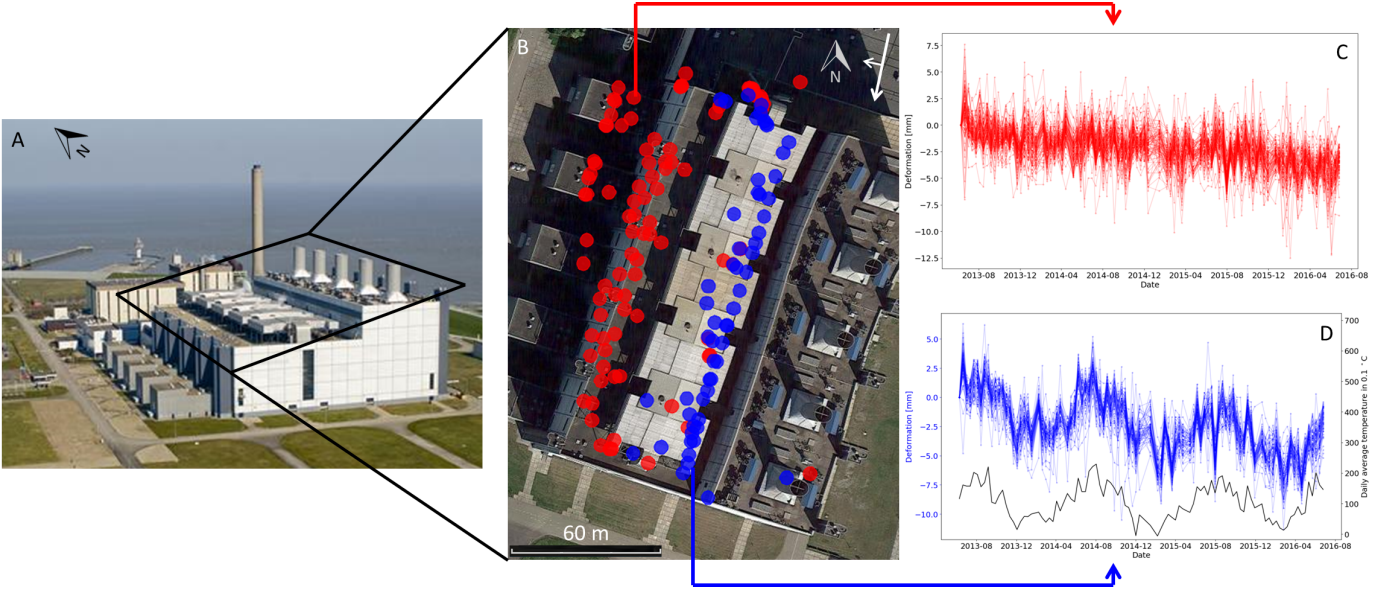 A
N
B
N
60 m
C
7.5
5.0
2.5
0.0
−2.5
−5.0
−7.5
−10.0
−12.5
Deformation [mm]
2013-08 2013-12 2014-04 2014-08 2014-12 2015-04 2015-08 2015-12 2016-04 2016-08
Date
D
5.0
2.5
0.0
−2.5
−5.0
−7.5
−10.0
Deformation [mm]
700
600
500
400
300
200
100
0
Daily average temperature in 0.1 °C
2013-08 2013-12 2014-04 2014-08 2014-12 2015-04 2015-08 2015-12 2016-04 2016-08
Date